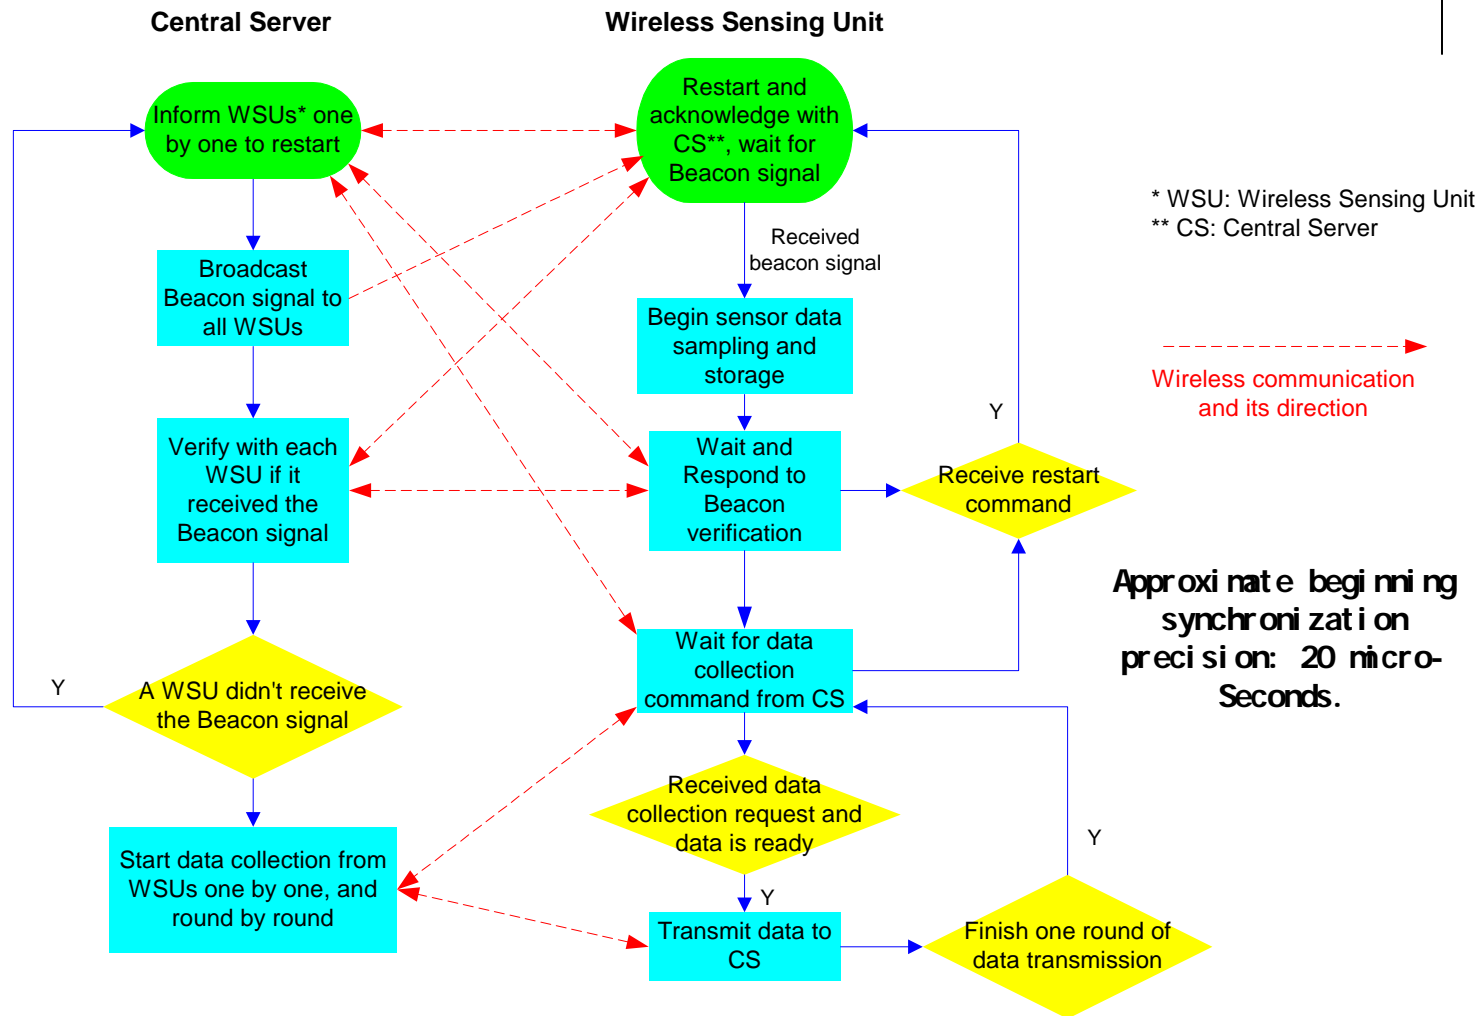 Central Server
Wireless Sensing Unit
Inform WSUs* one
by one to restart
Restart and
acknowledge with
CS**, wait for
Beacon signal
* WSU: Wireless Sensing Unit
** CS: Central Server
Received
beacon signal
Broadcast
Beacon signal to
all WSUs
Begin sensor data
sampling and
storage
Wireless communication
and its direction
Y
Verify with each
WSU if it
received the
Beacon signal
Wait and
Respond to
Beacon
verification
Receive restart
command
Approximate beginning
synchronization
precision: 20 micro-
Seconds.
Wait for data
collection
command from CS
Y
A WSU didn't receive
the Beacon signal
Received data
collection request and
data is ready
Y
Start data collection from
WSUs one by one, and
round by round
Y
Transmit data to
CS
Finish one round of
data transmission